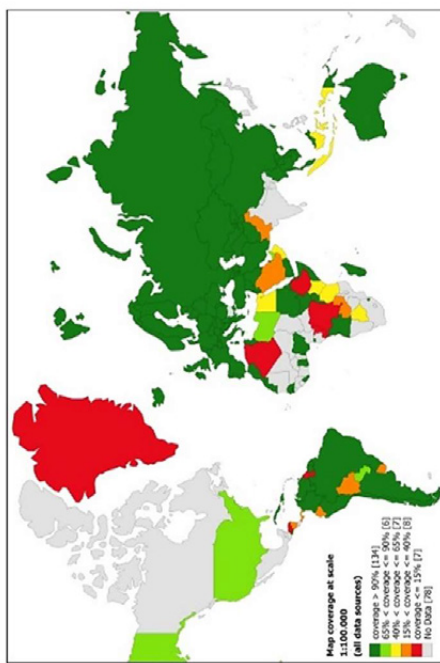 Map coverage at scale
1:100.000
(all data sources)
coverage > 90% [134]
65% < coverage <= 90% [6]
40% < coverage <= 65% [7]
15% < coverage <= 40% [8]
coverage <= 15% [7]
No Data [78]